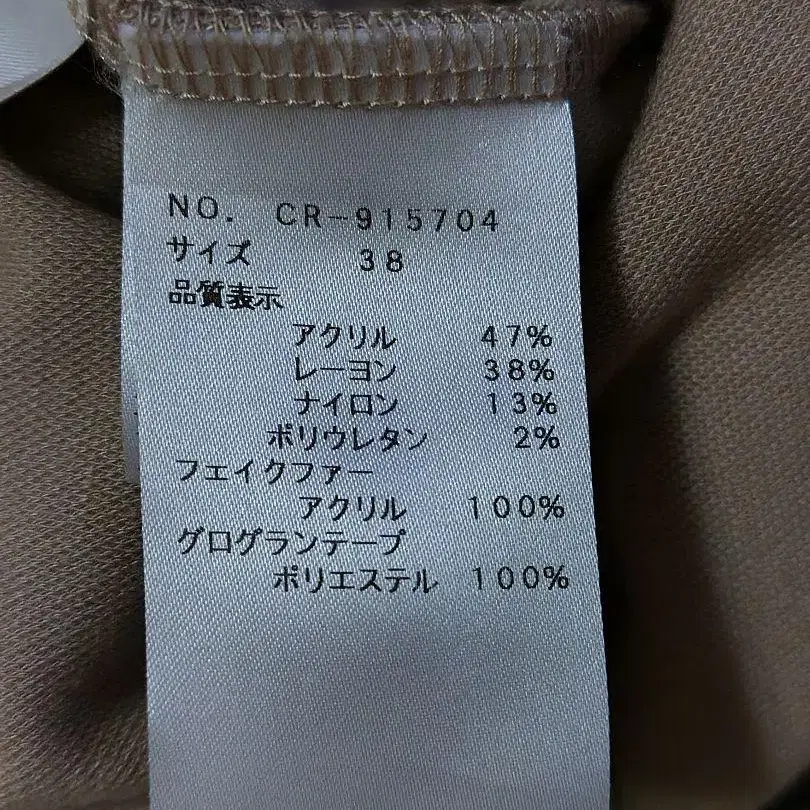 NO. CR-915704
サイズ 38
品質表示
アクリル 47%
レーヨン 38%
ナイロン 13%
ポリウレタン 2%
フェイクファー
アクリル 100%
グログランテープ
ポリエステル 100%